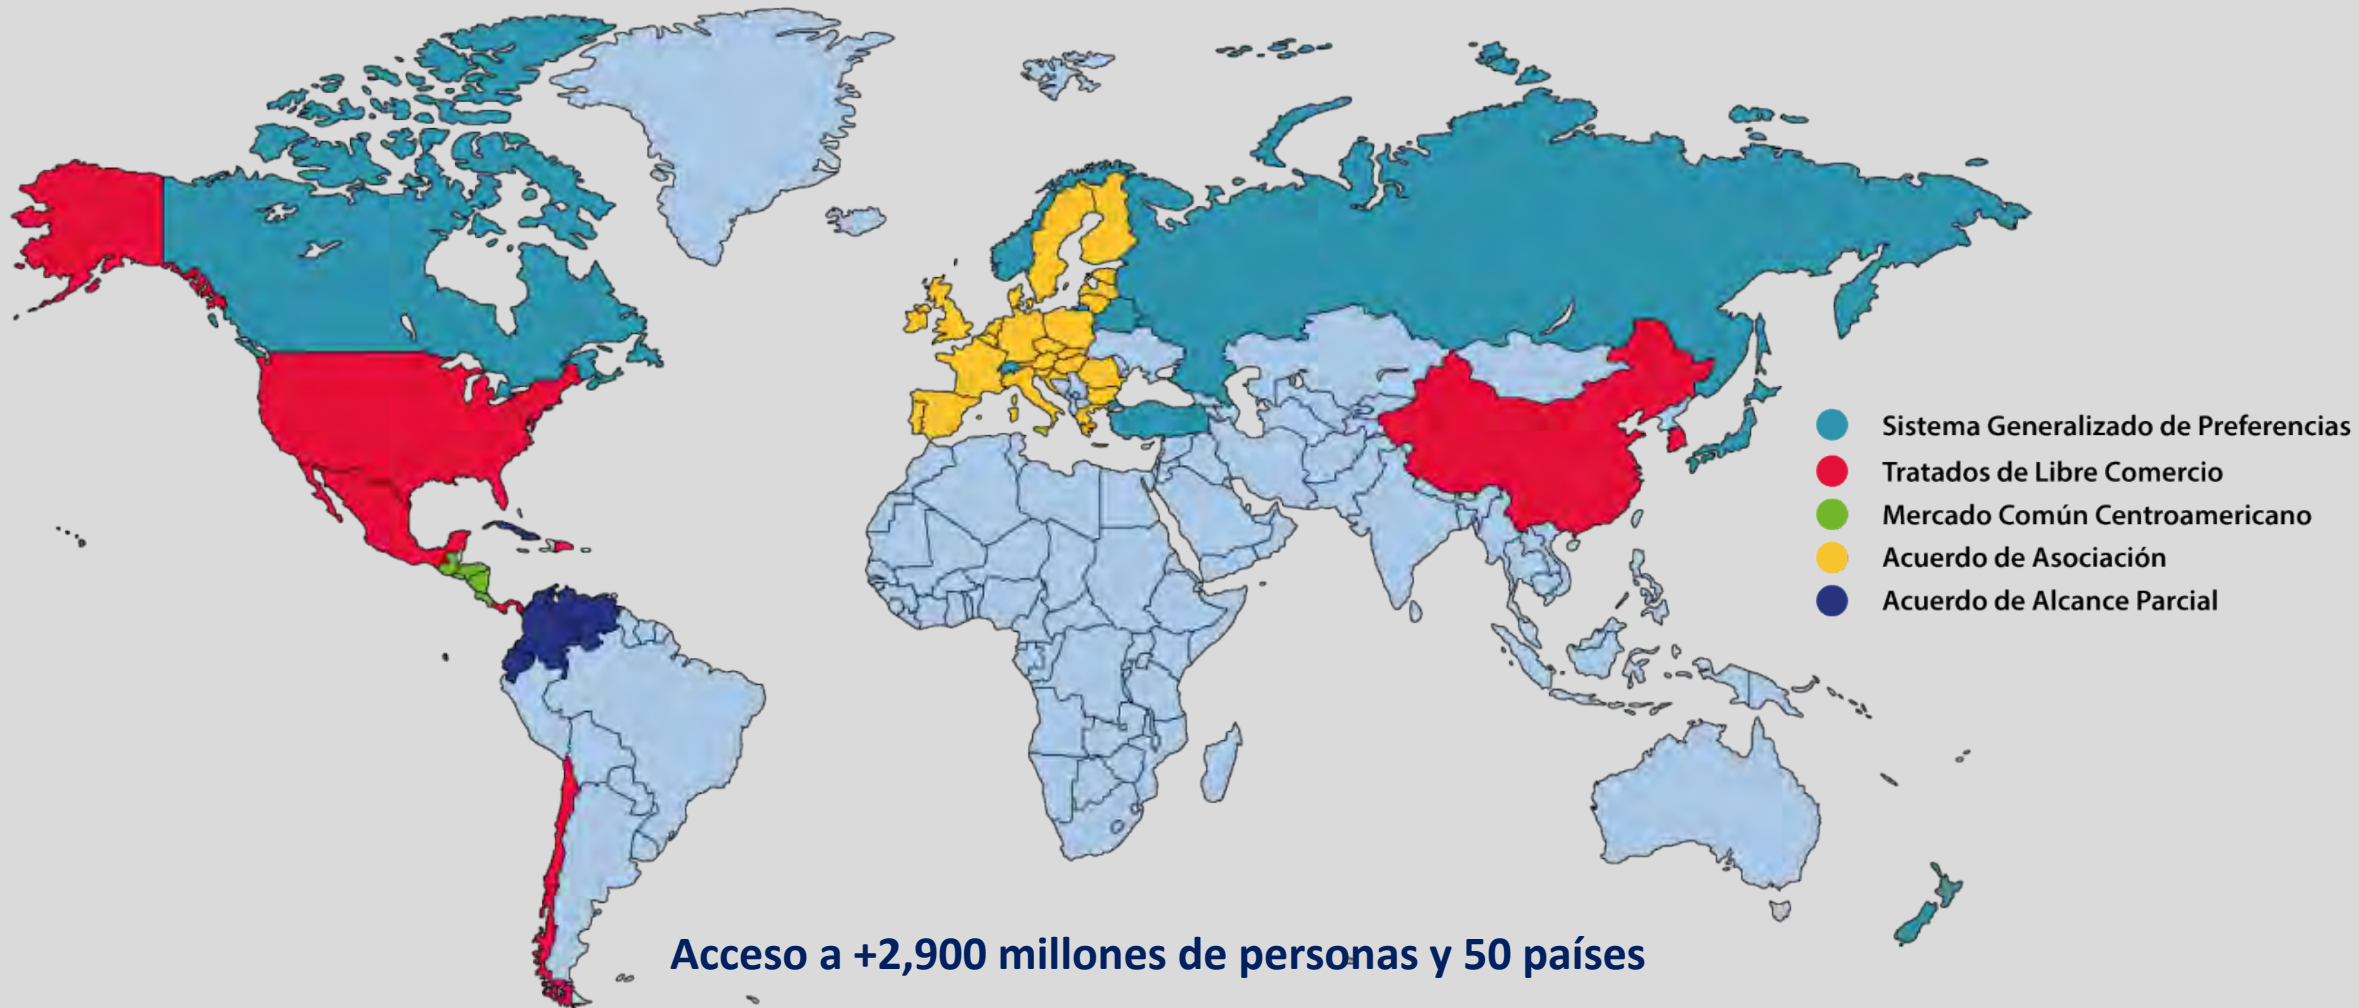 Sistema Generalizado de Preferencias
Tratados de Libre Comercio
Mercado Común Centroamericano
Acuerdo de Asociación
Acuerdo de Alcance Parcial
Acceso a +2,900 millones de personas y 50 países